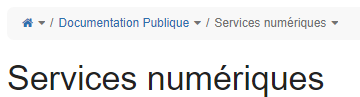 / Documentation Publique / Services numériques
Services numériques